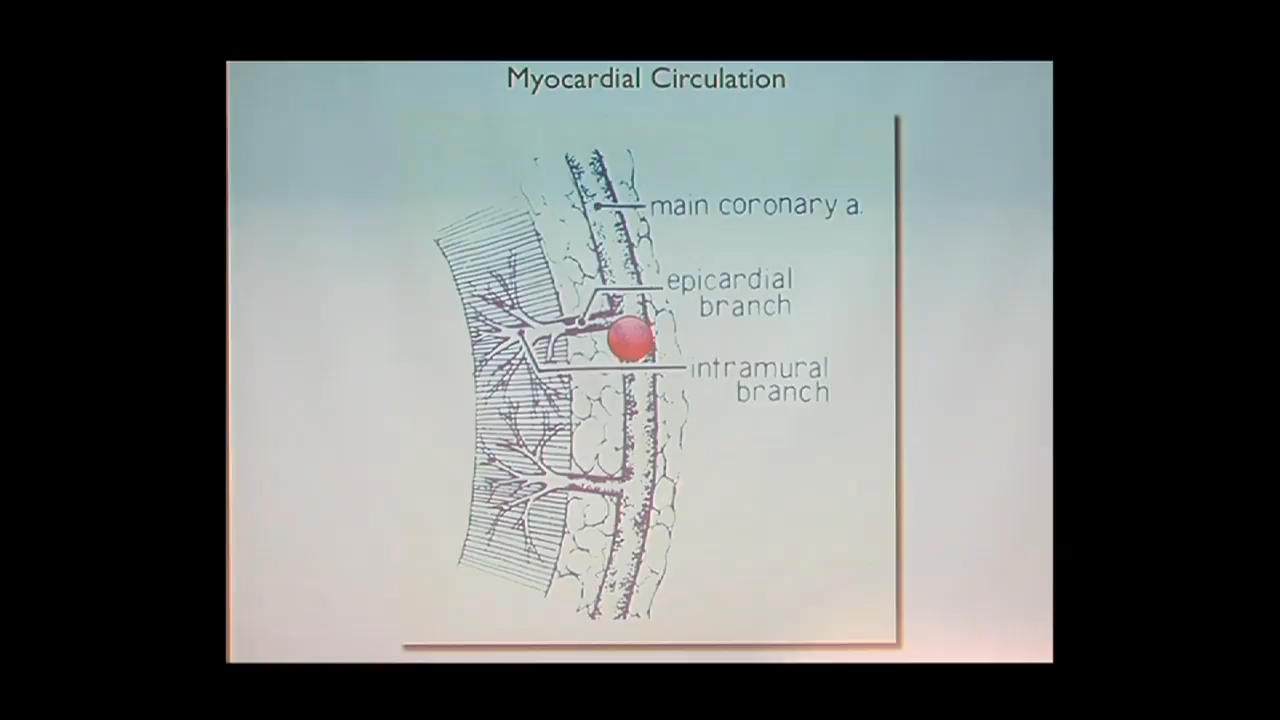 Myocardial Circulation
main coronary a.
epicardial
branch
intramural
branch